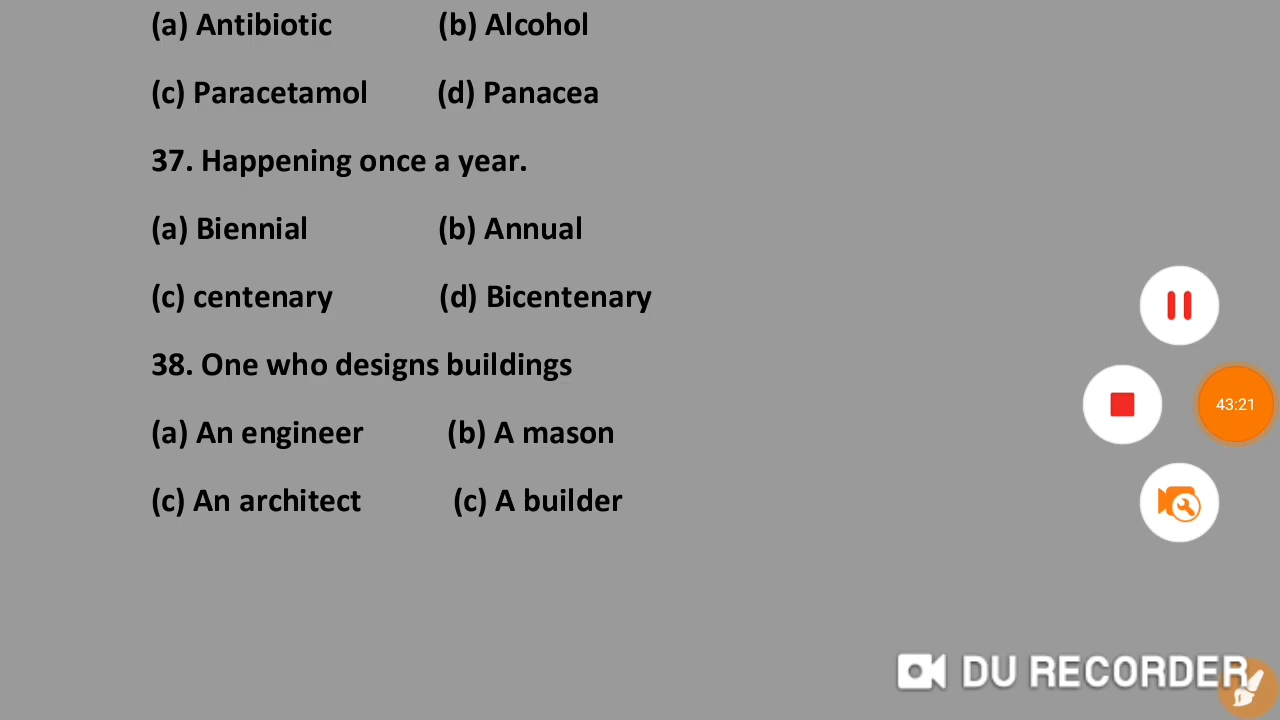 (a) Antibiotic (b) Alcohol
(c) Paracetamol (d) Panacea
37. Happening once a year.
(a) Biennial (b) Annual
(c) centenary (d) Bicentenary
38. One who designs buildings
(a) An engineer (b) A mason
(c) An architect (c) A builder
43:21
DU RECORDER